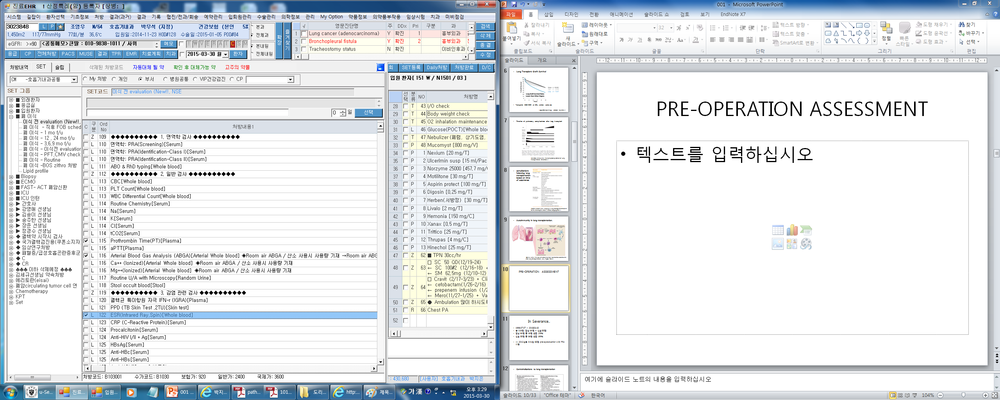 진료EHR ! 산정특례(암) 등록자 [상병: ]
시스템 길잡이 환자선택 기초정보 처방 결과(과거) 결과 기록 협진/전과/회송 예약관리 입퇴원관리 수술관리 의학정보 관리 My Option 약품정보 의약품부작용 임상시험 치과 미비점검
3023848 L P ★ 조영우 M/64 호흡기내과 박무석 (지정) 건강보험 (본인 5%)
1,450m2 117/77mmHg 77회/분 36,6℃ 입원일:2014-11-23 HOD#128 수술일:2015-01-05 POD#84
eGFR: >=90 <공통메모>큰딸 : 010-9838-1011 / 사위 메모 ! W V E R A I C S M
응급 CP 전체처방 PACS MUSE 결과 TPR EMR 치료계획 치과 2015-03-30 월 환자
본과
전체과
본내원
전체내원
확장
즐겨찾기
√ 영문진단명 주 DDx Pri 구분 과
1 Lung cancer (adenocarcinoma) Y 확진 1 흉부외과
2 Bronchopleural fistula Y 확진 2 흉부외과
3 Tracheostomy status N 확진 이비인후과
검색
삭 제
종 결
수 정
처방내역 SET 슬립 삭제된 처방코드 자동대체 될 약 확인 후 대체가능 약 고주의 약물
CM -호흡기내과공통 My 처방 개인 부서 병원공통 VIP건강검진 CP
SET 그룹
■ 외래환자
■ 응급실
■ 입원환자
■ 폐 이식
이식 전 evaluation (New!!,
폐 이식 - 직후 FOB sched
폐 이식 - 1 mo f/u
폐 이식 - 12 , 24 mo f/u
폐 이식 - 3,6,9 mo f/u
폐 이식 - 이식전 evaluation
폐 이식 - PFT,CMV check
폐 이식 - Routine
폐 이식 -BOS zithro 처방
Lipid profile
■ Biopsy
■ ECMO
■ FAST- ACT 폐암신환
■ ICU
■ ICU 인턴
▶ 간호사
▶ 강영애 선생님
▶ 김송이 선생님
▶ 송주한 선생님
▶ 장준 선생님
▶ 정경수 선생님
◆ 결핵약 시작시 검사
◆ 국가결핵검진용(쿠폰소지자)
◆ 임상연구처방
◆ 패혈증/급성호흡곤란증후군
◆ C
◆ CR
♣♣♣ 이하 삭제예정 ♣♣♣
김세규선생님 약속처방
에리토란(eisai)
폐암circulating tumor cell 연
Chemotherapy
KPT
Set
SET코드 이식 전 evaluation (New!!, NSE
0 일 선택
C 구분 Ord No 처방내용1
Z 109 ◆◆◆◆◆◆◆◆◆◆ 1, 면역학 검사 ◆◆◆◆◆◆◆◆◆◆
L 110 면역학: PRA(Screening)[Serum]
L 110 면역학: PRA(Identification-Class I)[Serum]
L 110 면역학: PRA(Identification-Class II)[Serum]
L 111 ABO & RhD typing[Whole blood]
Z 112 ◆◆◆◆◆◆◆◆◆◆ 2, 일반 검사 ◆◆◆◆◆◆◆◆◆◆
L 113 CBC[Whole blood]
L 113 PLT Count[Whole blood]
L 113 WBC Differential Count[Whole blood]
L 114 Routine Chemistry[Serum]
L 114 Na[Serum]
L 114 K[Serum]
L 114 Cl[Serum]
L 114 tCO2[Serum]
L 115 Prothrombin Time(PT)[Plasma]
L 115 aPTT[Plasma]
L 116 Arterial Blood Gas Analysis (ABGA)[Arterial Whole blood] ◈Room air ABGA / 산소 사용시 사용량 기재 →Room air ABG
L 116 Ca++ (Ionized)[Arterial Whole blood] ◈Room air ABGA / 산소 사용시 사용량 기재
L 116 Mg++(Ionized)[Arterial Whole blood] ◈Room air ABGA / 산소 사용시 사용량 기재
L 117 Routine U/A with Microscopy[Random Urine]
L 118 Stool occult blood[Stool]
Z 119 ◆◆◆◆◆◆◆◆◆◆ 3, 감염 관련 검사 ◆◆◆◆◆◆◆◆◆◆
L 120 결핵균 특이항원 자극 IFN-r (IGRA)[Plasma]
L 121 PPD (TB Skin Test ,2TU)[Skin test]
L 122 ESR(Infrared Ray,Spin)[Whole blood]
L 123 CRP (C-Reactive Protein)[Serum]
L 124 Procalcitonin[Serum]
L 124 Anti-HIV I/II + Ag[Serum]
L 125 HBsAg[Serum]
L 125 Anti-HBc[Serum]
L 125 Anti-HBs[Serum]
처방코드: B103001 수가코드: B1030 보험가: 920 일반가: 2400 국제가: 3600
회 SET등록 Daily처방 처방완료 D/C
입원 환자[ 151 W / N1501 / 03 ]
선택 분류 NO 처방명
28 T 43 I/O check
29 T 44 Body weight check
30 T 45 O2 inhalation maintenance
31 L 46 Glucose(POCT)[Whole bloo
32 T 47 Nebulizer(폐렴, 상기도염,
33 P 48 Mucomyst [800 mg/V]
34 P 1 Nexium [20 mg/T]
35 P 2 Ulcerlmin susp [15 ml/Pac
36 P 3 Norzyme 25000 [457,7 mg/
37 P 4 Motilitone [30 mg/T]
38 P 5 Aspirin protect [100 mg/T]
39 P 6 Digosin [0,25 mg/T]
40 P 7 Herben(서방정) [30 mg/T]
41 P 8 Livalo [2 mg/T]
42 P 9 Hemonia [150 mg/C]
43 P 10 Xanax [0,5 mg/T]
44 P 11 Trittico [25 mg/T]
45 P 12 Thrupas [4 mg/C]
46 P 13 Hinechol [25 mg/T]
47 Z 62 ■ TPN 30cc/hr
48 Z 63 □ SC 50 QD(12/19-24)
← SC 100#2 (12/16-18) ←
← SM 62,5mg (12/10-12)
49 Z 64 □ Cravit (2/17-3/23) + Cli
← cefobactam(1/26-2/16)
← prepenem infusion (1/2
← Mero(11/27-1/25) + Va
50 Z 65 ● Ambulation 많이 하시도록
51 R 66 Chest PA
52
: 430,680 [사용자] 호흡기내과 박지은
u-Se... 진료... 입원... 001 ... 박지... path... 101... 도리... http:... 제목... 가 漢
오후 3:29
2015-03-30
001 - Microsoft PowerPoint
파일 홈 삽입 디자인 전환 애니메이션 슬라이드 쇼 검토 보기 EndNote X7
붙여넣기 잘라내기 복사 서식 복사 클립보드
새 슬라이드 레이아웃 원래대로 구역 슬라이드
32 가 가 가 S 가 Aa 가 글꼴
텍스트 방향 텍스트 맞춤 SmartArt로 변환 단락
정렬 빠른 스타일 도형 채우기 도형 윤곽선 도형 효과 그리기
찾기 바꾸기 선택 편집
슬라이드 개요
6
• Lung Transplant: Graft Survival
Long Graft Survival Rates
Lower than Other Organs
7
• Timeline of pulmonary complications after lung transplant
8
• complications following lung transplantation based on time of occurrence.
9
• Autoimmunity in lung transplantation.
10
PRE-OPERATION ASSESSMENT
11
In Severance..
12
• Contraindications to lung transplantation
PRE-OPERATION ASSESSMENT
• 텍스트를 입력하십시오
여기에 슬라이드 노트의 내용을 입력하십시오
슬라이드 10/33 "Office 테마" 한국어 104%